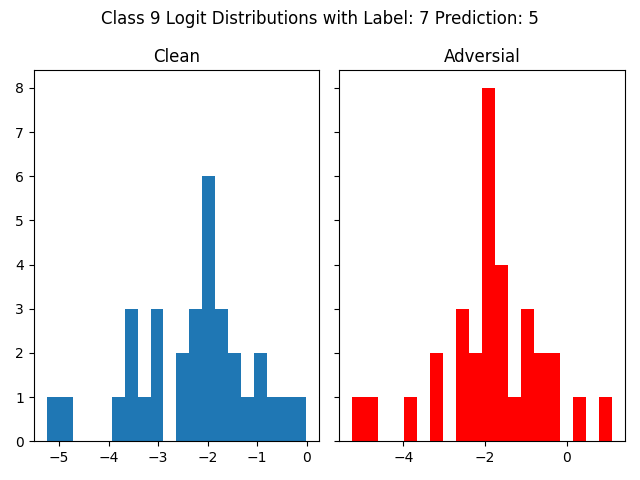 Class 9 Logit Distributions with Label: 7 Prediction: 5
Clean
Adversial
8
7
6
5
4
3
2
1
0
−5 −4 −3 −2 −1 0
−4 −2 0